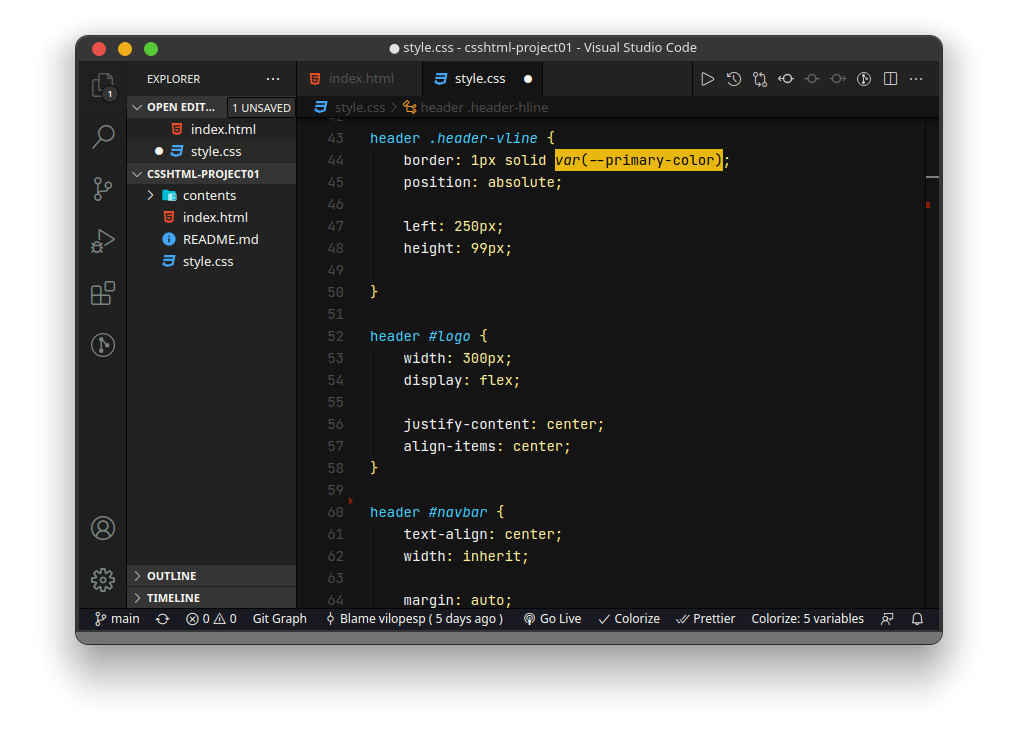 style.css - csshtml-project01 - Visual Studio Code
EXPLORER
index.html
style.css
OPEN EDIT...
1 UNSAVED
index.html
style.css
CSSHTML-PROJECT01
contents
index.html
README.md
style.css
OUTLINE
TIMELINE
1
style.css > header .header-hline
42
43 header .header-vline {
44 border: 1px solid var(--primary-color);
45 position: absolute;
46
47 left: 250px;
48 height: 99px;
49
50 }
51
52 header #logo {
53 width: 300px;
54 display: flex;
55
56 justify-content: center;
57 align-items: center;
58 }
59
60 header #navbar {
61 text-align: center;
62 width: inherit;
63
64 margin: auto;
main 0 0 Git Graph Blame vilopesp ( 5 days ago ) Go Live Colorize Prettier Colorize: 5 variables